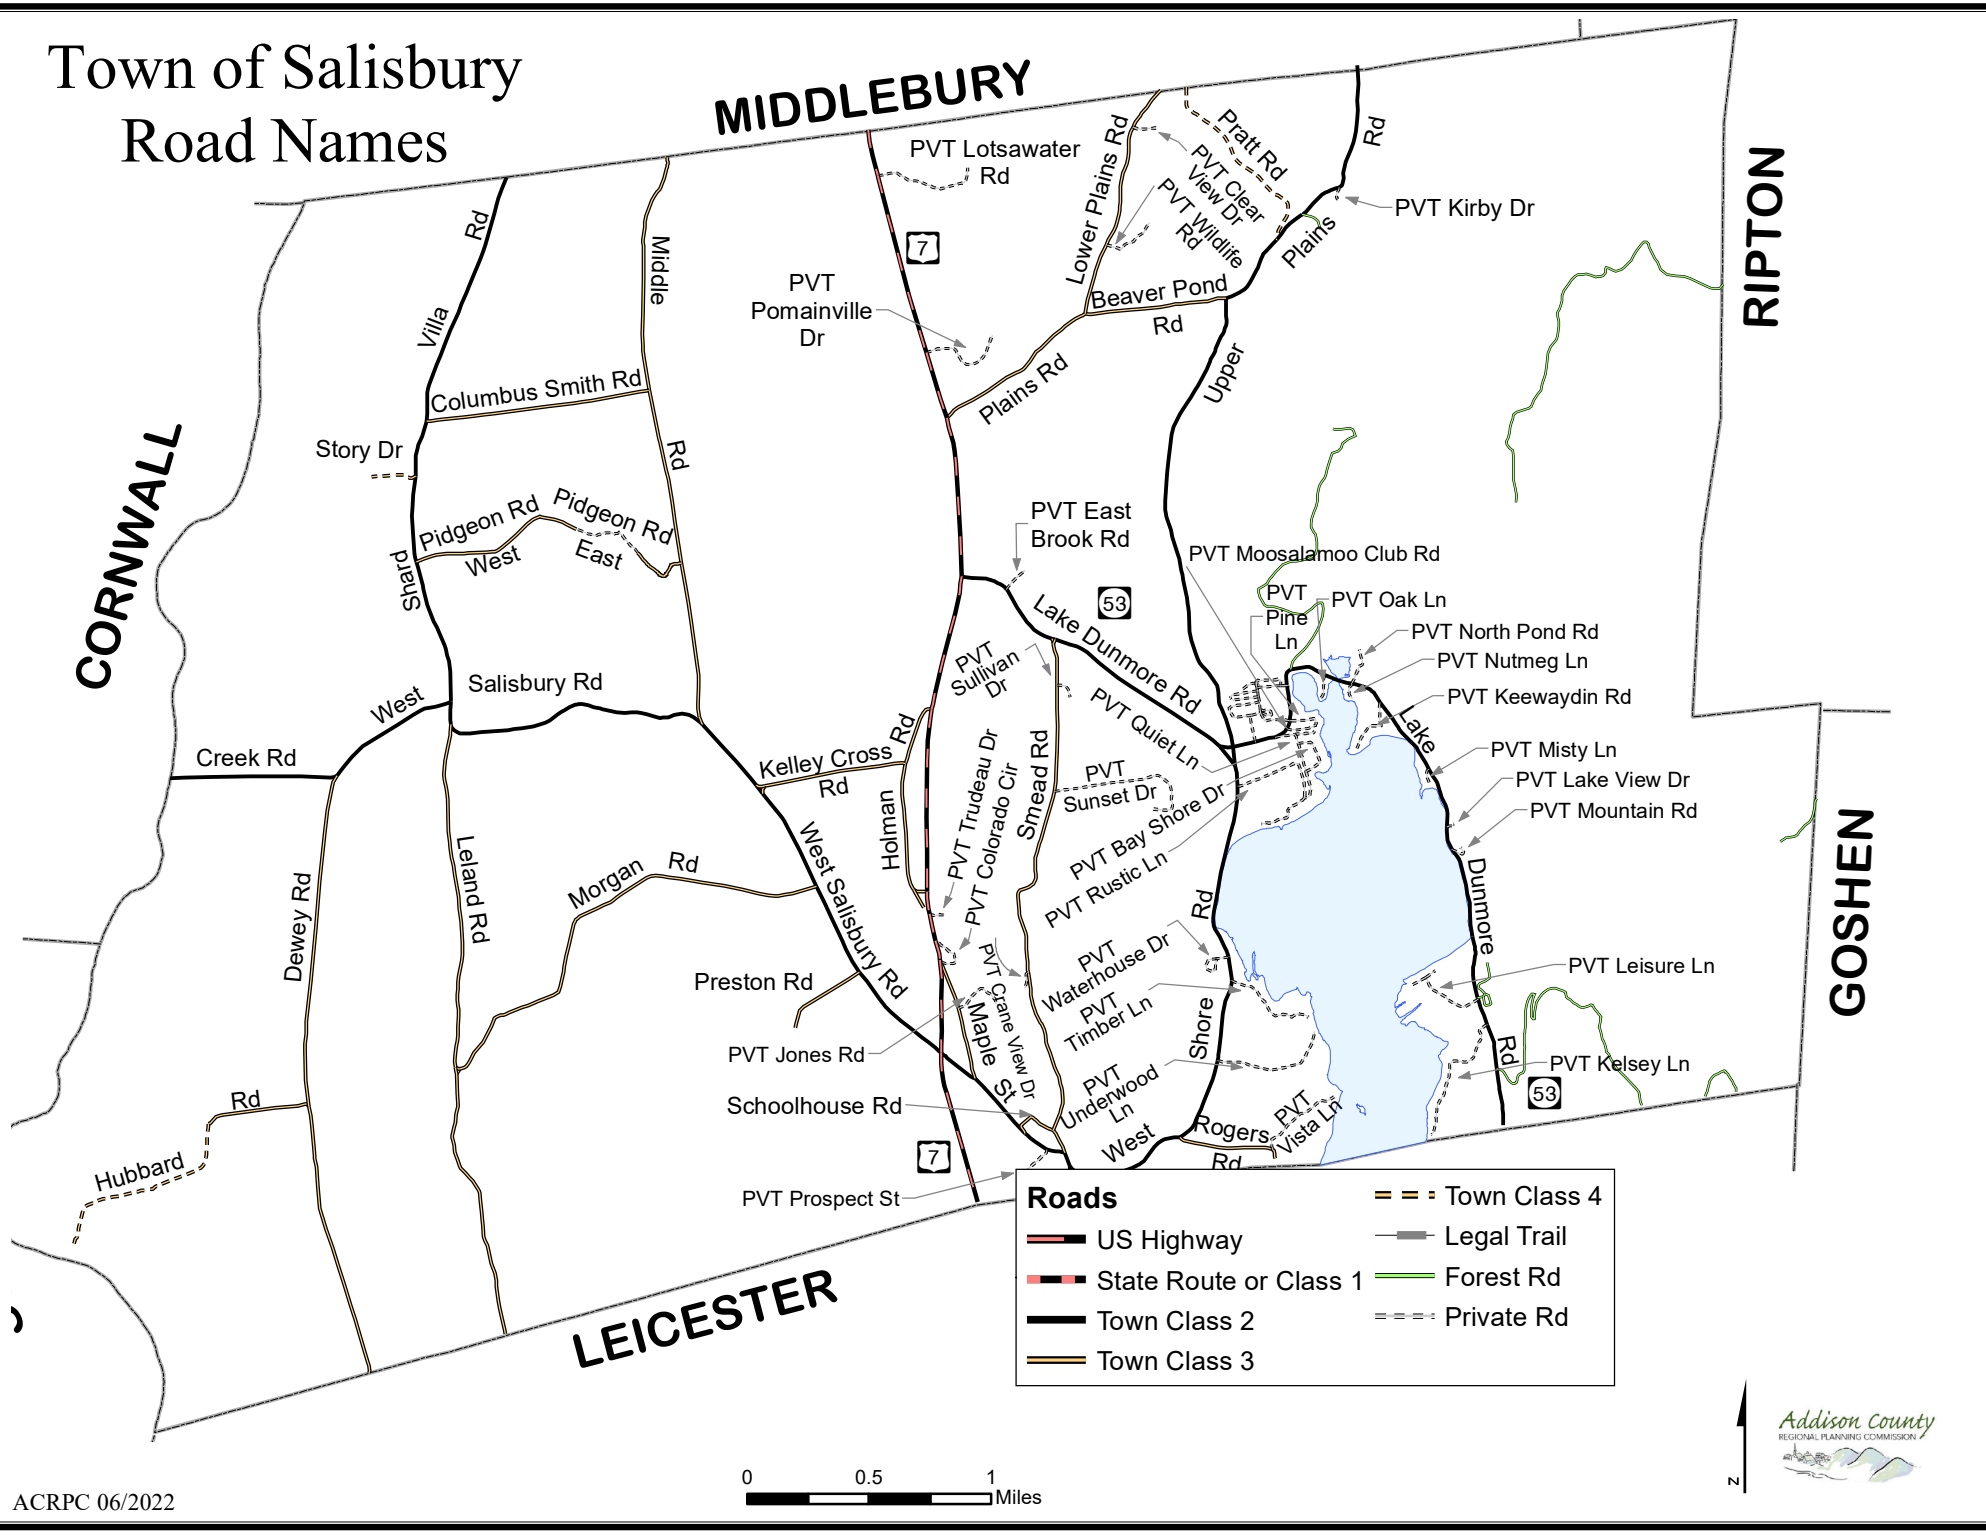 Town of Salisbury
Road Names
MIDDLEBURY
RIPTON
CORNWALL
GOSHEN
LEICESTER
PVT Lotsawater
Rd
Lower Plains Rd
Pratt Rd
PVT Clear
View Dr
PVT Wildlife
Rd
Rd
PVT Kirby Dr
Plains
7
Villa
Rd
Middle
PVT
Pomainville
Dr
Beaver Pond
Rd
Upper
Plains Rd
Columbus Smith Rd
Story Dr
Rd
Pidgeon Rd
West
Pidgeon Rd
East
Shard
PVT East
Brook Rd
53
PVT Moosalamoo Club Rd
PVT
Pine
Ln
PVT Oak Ln
PVT North Pond Rd
PVT Nutmeg Ln
PVT Keewaydin Rd
Lake Dunmore Rd
PVT
Sullivan
Dr
West
Salisbury Rd
PVT Quiet Ln
Lake
PVT Misty Ln
PVT Lake View Dr
PVT Mountain Rd
Creek Rd
Kelley Cross
Rd
Rd
PVT Trudeau Dr
PVT Colorado Cir
Smead Rd
PVT
Sunset Dr
PVT Bay Shore Dr
PVT Rustic Ln
Holman
Leland Rd
Dewey Rd
Morgan
Rd
West Salisbury Rd
Dunmore
Rd
PVT Leisure Ln
Preston Rd
PVT
Waterhouse Dr
PVT
Timber Ln
PVT Crane View Dr
Maple
St
Shore
PVT Jones Rd
Rd
PVT Kelsey Ln
53
Schoolhouse Rd
PVT
Underwood
Ln
PVT
Vista Ln
Rogers
Rd
West
7
PVT Prospect St
Rd
Hubbard
Roads
US Highway
State Route or Class 1
Town Class 2
Town Class 3
Town Class 4
Legal Trail
Forest Rd
Private Rd
0 0.5 1
Miles
N
Addison County
REGIONAL PLANNING COMMISSION
ACRPC 06/2022